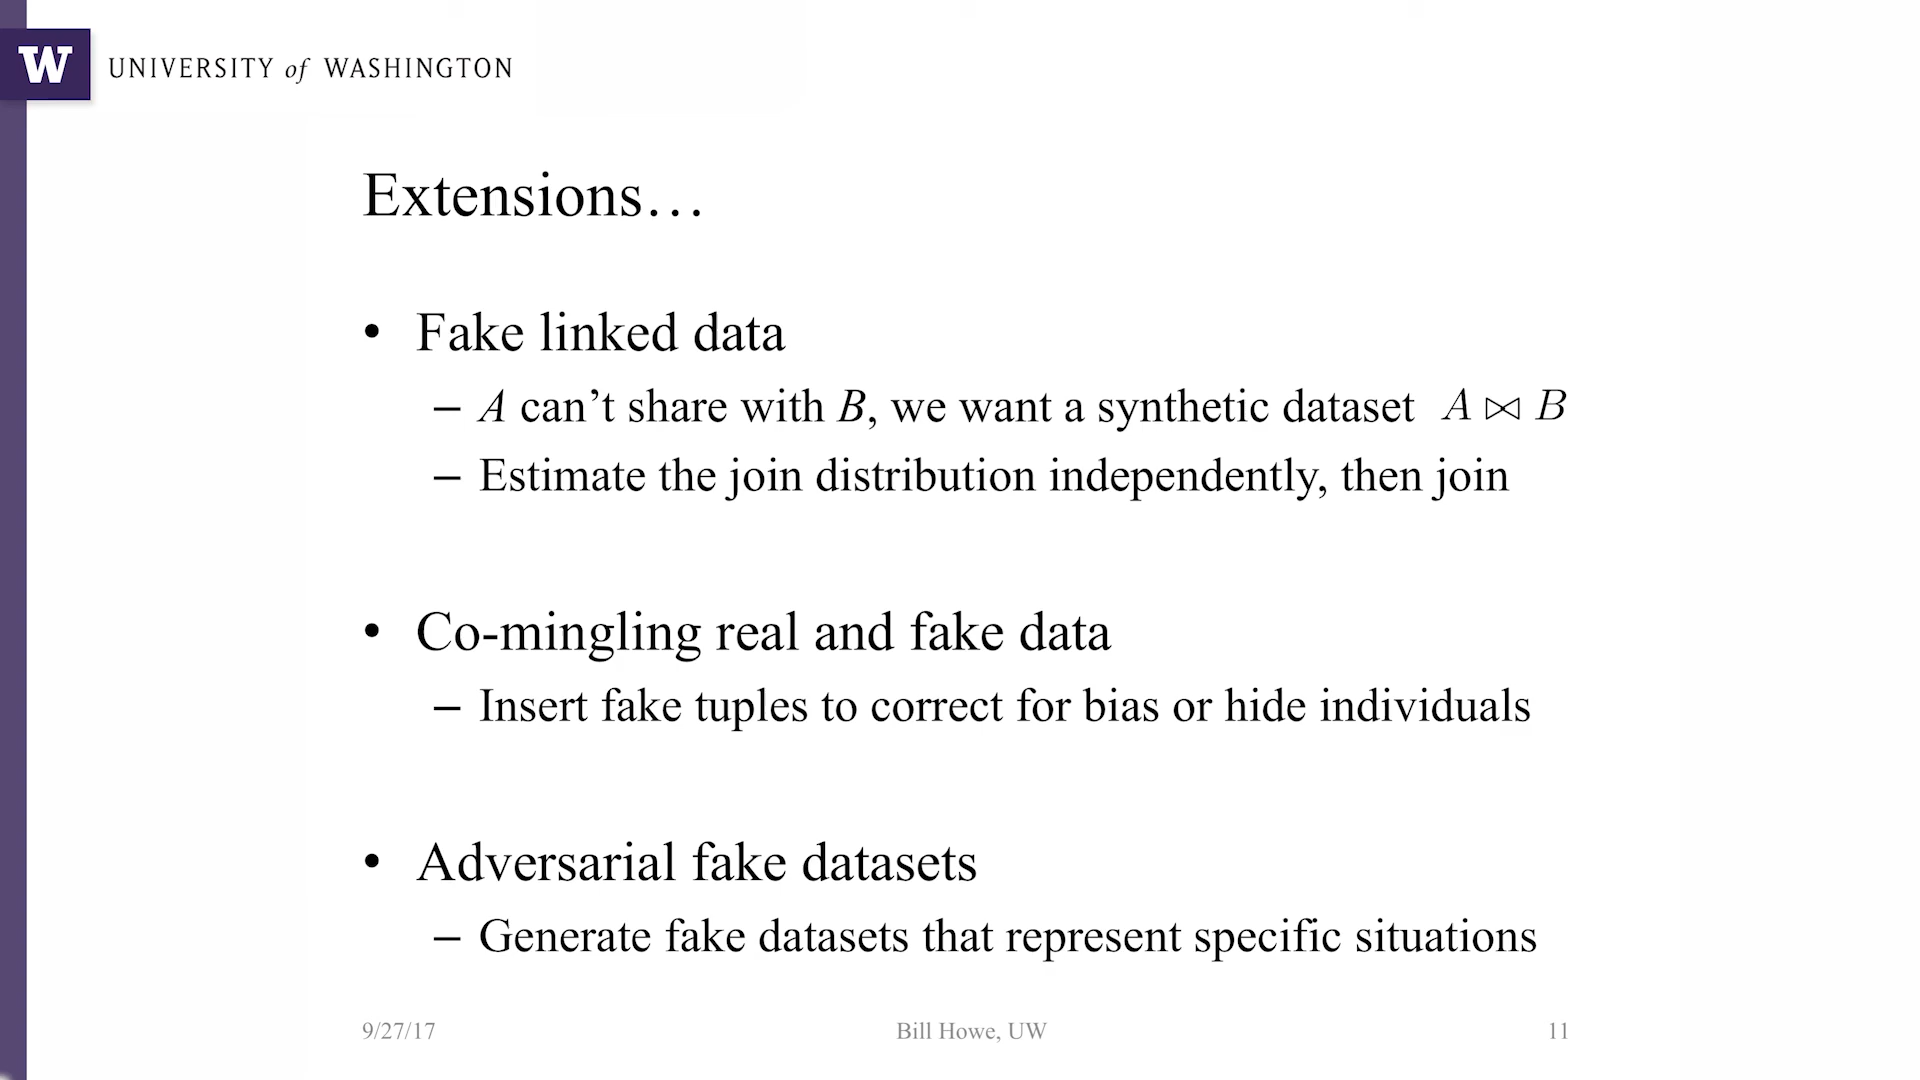 W UNIVERSITY of WASHINGTON
Extensions…
• Fake linked data
– A can’t share with B, we want a synthetic dataset A ⋈ B
– Estimate the join distribution independently, then join
• Co-mingling real and fake data
– Insert fake tuples to correct for bias or hide individuals
• Adversarial fake datasets
– Generate fake datasets that represent specific situations
9/27/17 Bill Howe, UW 11